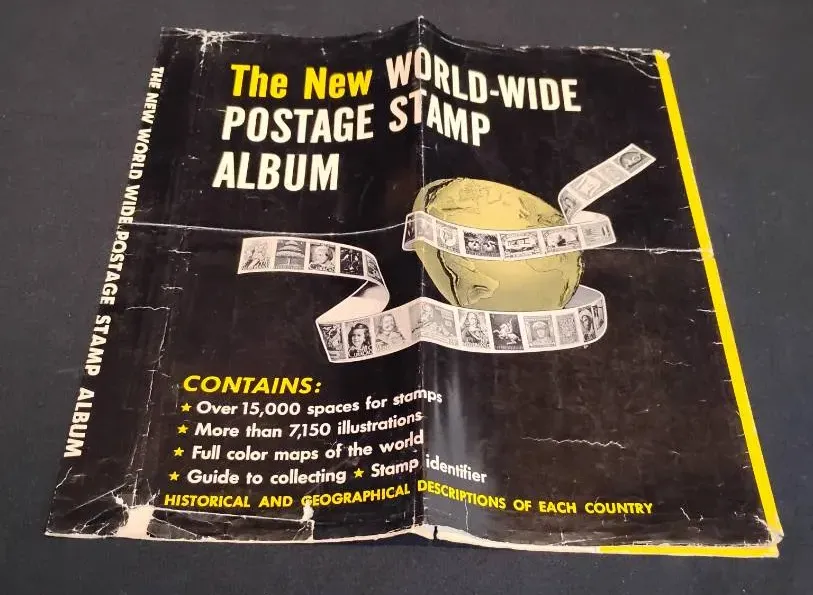 The New WORLD-WIDE
POSTAGE STAMP
ALBUM
THE NEW WORLD WIDE POSTAGE STAMP ALBUM
CONTAINS:
★ Over 15,000 spaces for stamps
★ More than 7,150 illustrations
★ Full color maps of the world
★ Guide to collecting ★ Stamp identifier
HISTORICAL AND GEOGRAPHICAL DESCRIPTIONS OF EACH COUNTRY